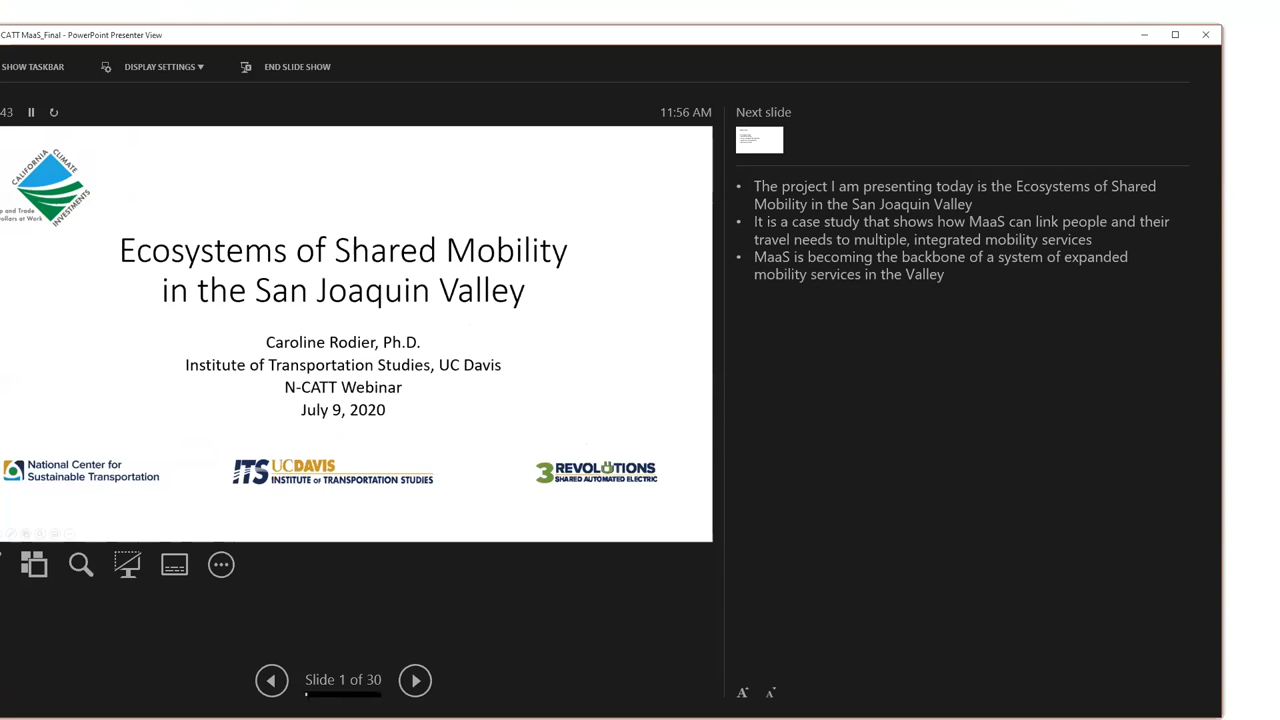 CATT MaaS_Final - PowerPoint Presenter View
SHOW TASKBAR DISPLAY SETTINGS ▾ END SLIDE SHOW
43
11:56 AM
Next slide
CALIFORNIA CLIMATE
INVESTMENTS
p and Trade
ollars at Work
Ecosystems of Shared Mobility
in the San Joaquin Valley
Caroline Rodier, Ph.D.
Institute of Transportation Studies, UC Davis
N-CATT Webinar
July 9, 2020
National Center for
Sustainable Transportation
ITS UCDAVIS
INSTITUTE OF TRANSPORTATION STUDIES
3 REVOLUTIONS
SHARED AUTOMATED ELECTRIC
• The project I am presenting today is the Ecosystems of Shared
Mobility in the San Joaquin Valley
• It is a case study that shows how MaaS can link people and their
travel needs to multiple, integrated mobility services
• MaaS is becoming the backbone of a system of expanded
mobility services in the Valley
Slide 1 of 30
A A